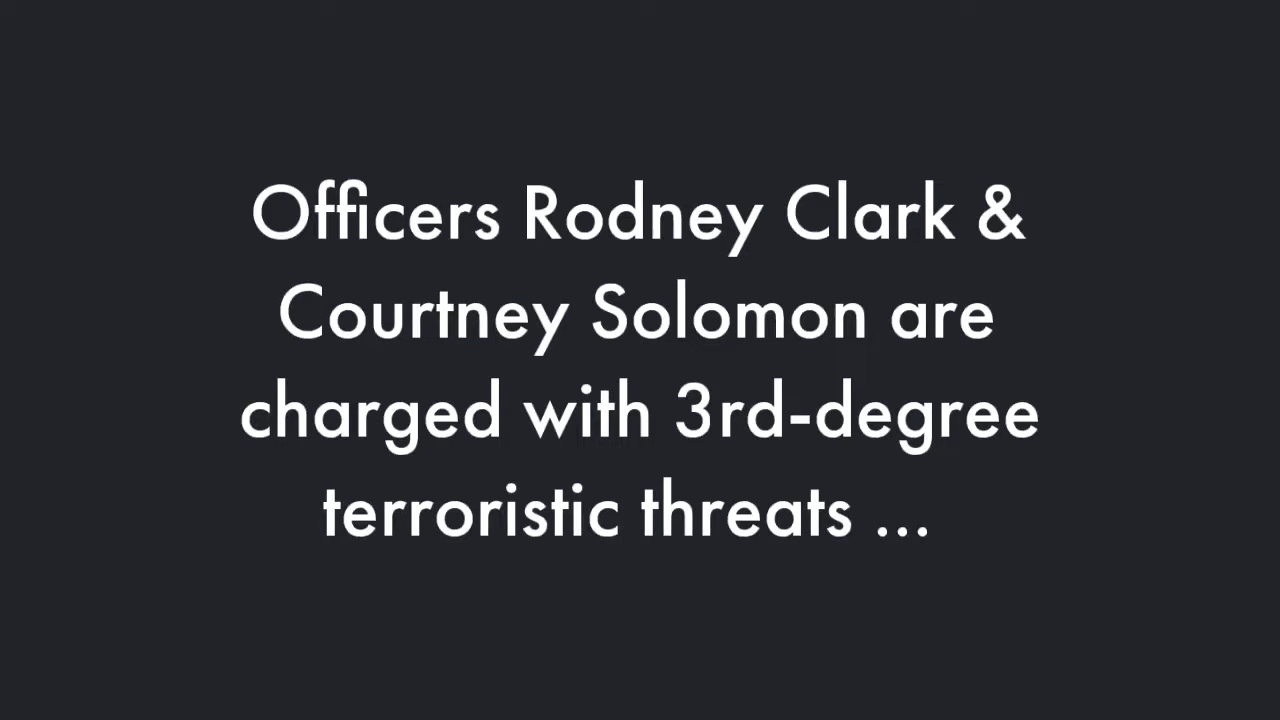 Officers Rodney Clark &
Courtney Solomon are
charged with 3rd-degree
terroristic threats ...